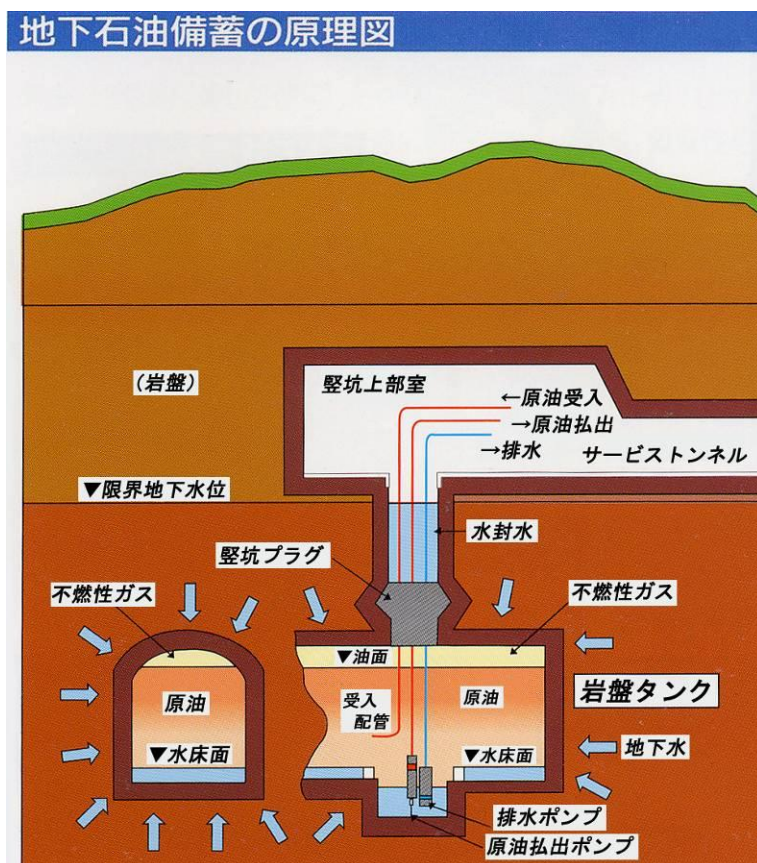 地下石油備蓄の原理図
(岩盤)
竪坑上部室
←原油受入
→原油払出
→排水
サービストンネル
▼限界地下水位
水封水
竪坑プラグ
不燃性ガス
不燃性ガス
▼油面
岩盤タンク
原油
受入
配管
原油
▼水床面
▼水床面
地下水
排水ポンプ
原油払出ポンプ